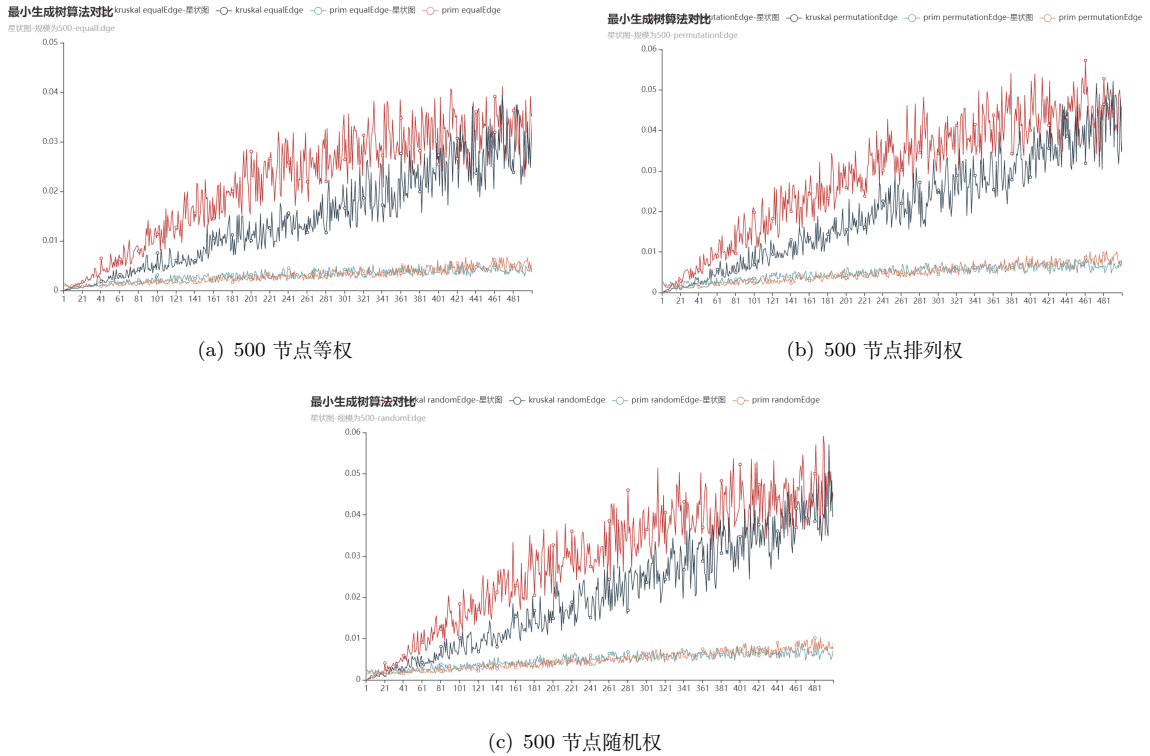 最小生成树算法对比 kruskal equalEdge-星状图 kruskal equalEdge prim equalEdge-星状图 prim equalEdge
星状图-规模为500-equalEdge
0.05
0.04
0.03
0.02
0.01
0
1 21 41 61 81 101 121 141 161 181 201 221 241 261 281 301 321 341 361 381 401 421 441 461 481
(a) 500 节点等权
最小生成树算法对比 permutationEdge-星状图 kruskal permutationEdge prim permutationEdge-星状图 prim permutationEdge
星状图-规模为500-permutationEdge
0.06
0.05
0.04
0.03
0.02
0.01
0
1 21 41 61 81 101 121 141 161 181 201 221 241 261 281 301 321 341 361 381 401 421 441 461 481
(b) 500 节点排列权
最小生成树算法对比 randomEdge-星状图 kruskal randomEdge prim randomEdge-星状图 prim randomEdge
星状图-规模为500-randomEdge
0.06
0.05
0.04
0.03
0.02
0.01
0
1 21 41 61 81 101 121 141 161 181 201 221 241 261 281 301 321 341 361 381 401 421 441 461 481
(c) 500 节点随机权